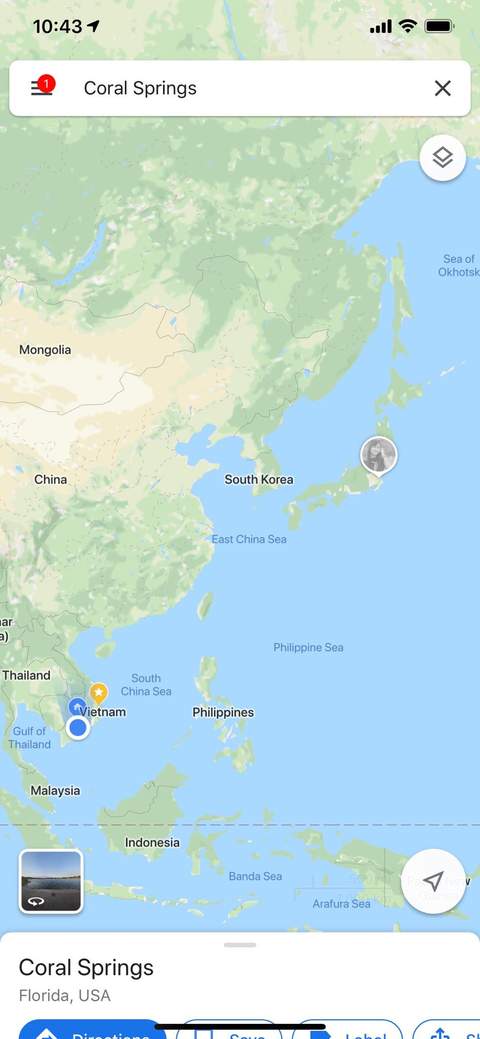 10:43
1
Coral Springs
Sea of
Okhotsk
Mongolia
China
South Korea
East China Sea
Philippine Sea
Thailand
South
China Sea
Vietnam
Philippines
Gulf of
Thailand
Malaysia
Indonesia
Banda Sea
Arafura Sea
Coral Springs
Florida, USA
Directions
Save
Label